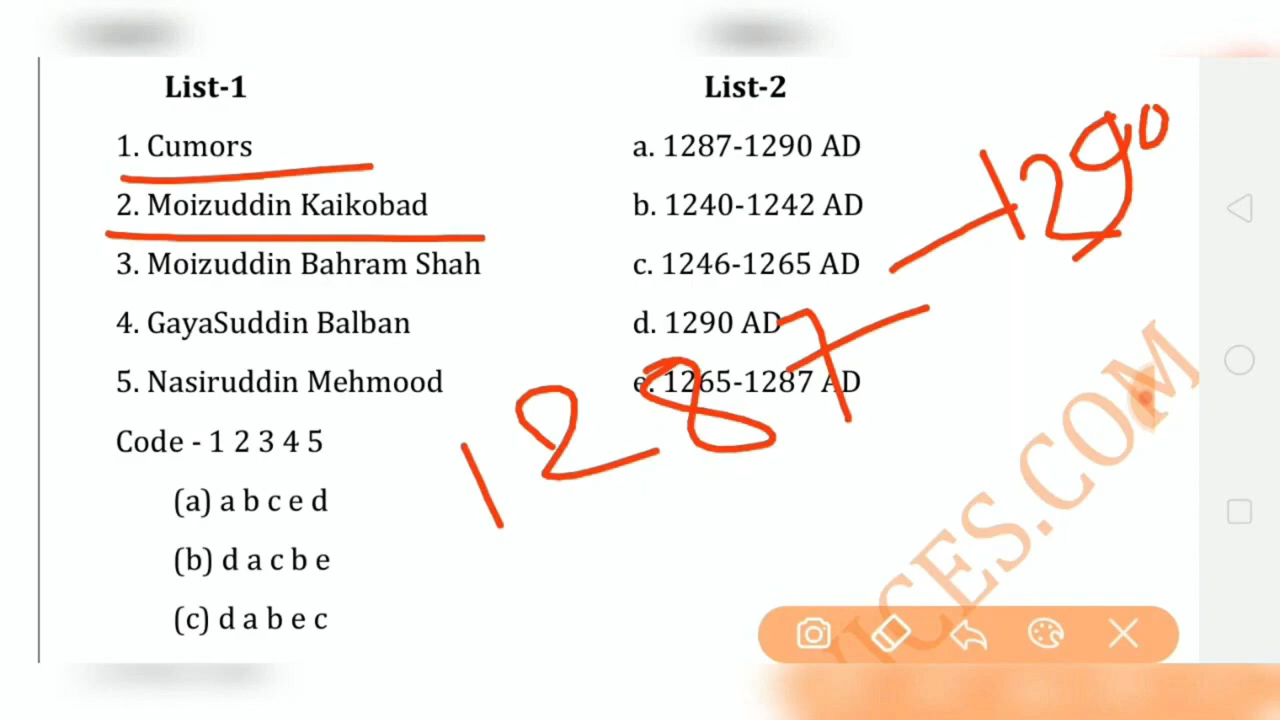 List-1 List-2
1. Cumors a. 1287-1290 AD
2. Moizuddin Kaikobad b. 1240-1242 AD
3. Moizuddin Bahram Shah c. 1246-1265 AD
4. GayaSuddin Balban d. 1290 AD
5. Nasiruddin Mehmood e. 1265-1287 AD
1287 - 1290
Code - 1 2 3 4 5
(a) a b c e d
(b) d a c b e
(c) d a b e c
VICES.COM